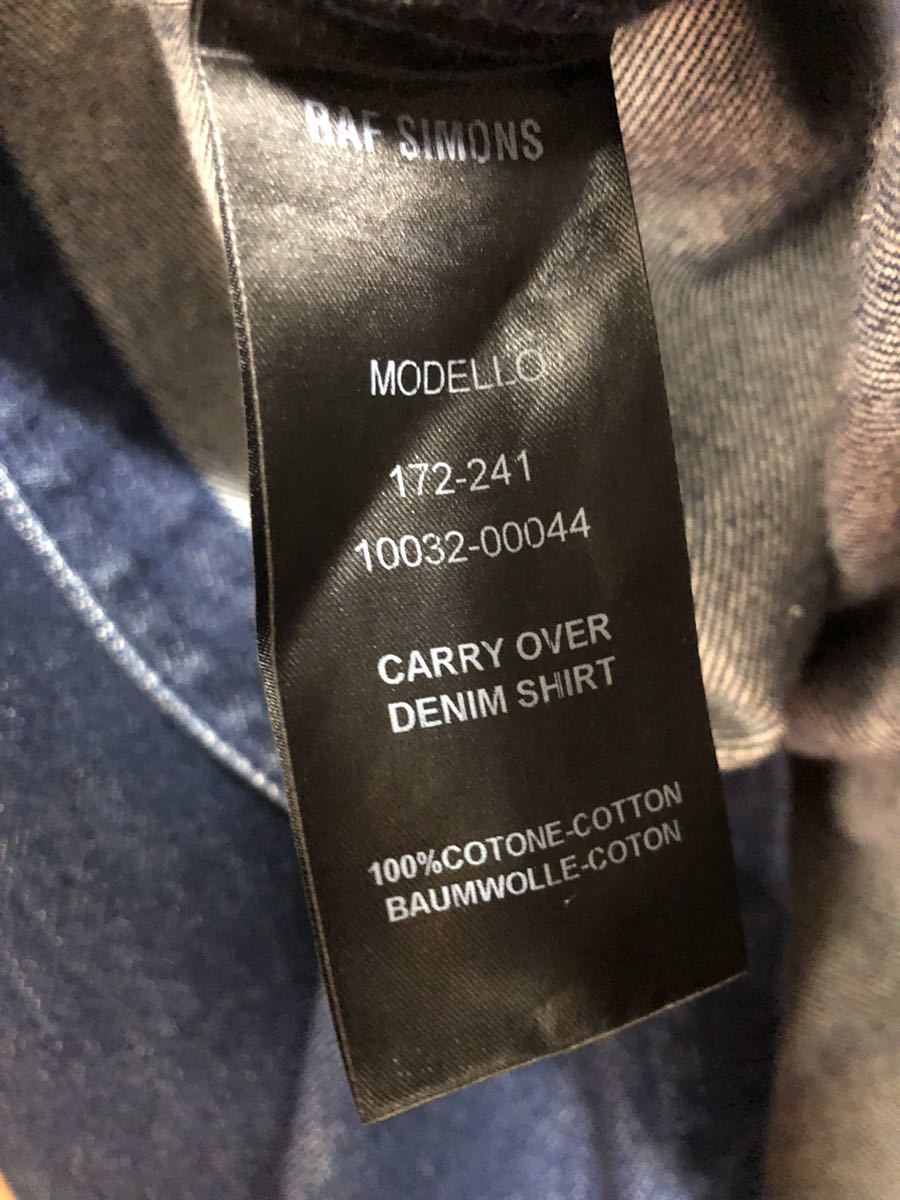 RAF SIMONS
MODELLO
172-241
10032-00044
CARRY OVER
DENIM SHIRT
100%COTONE-COTTON
BAUMWOLLE-COTON